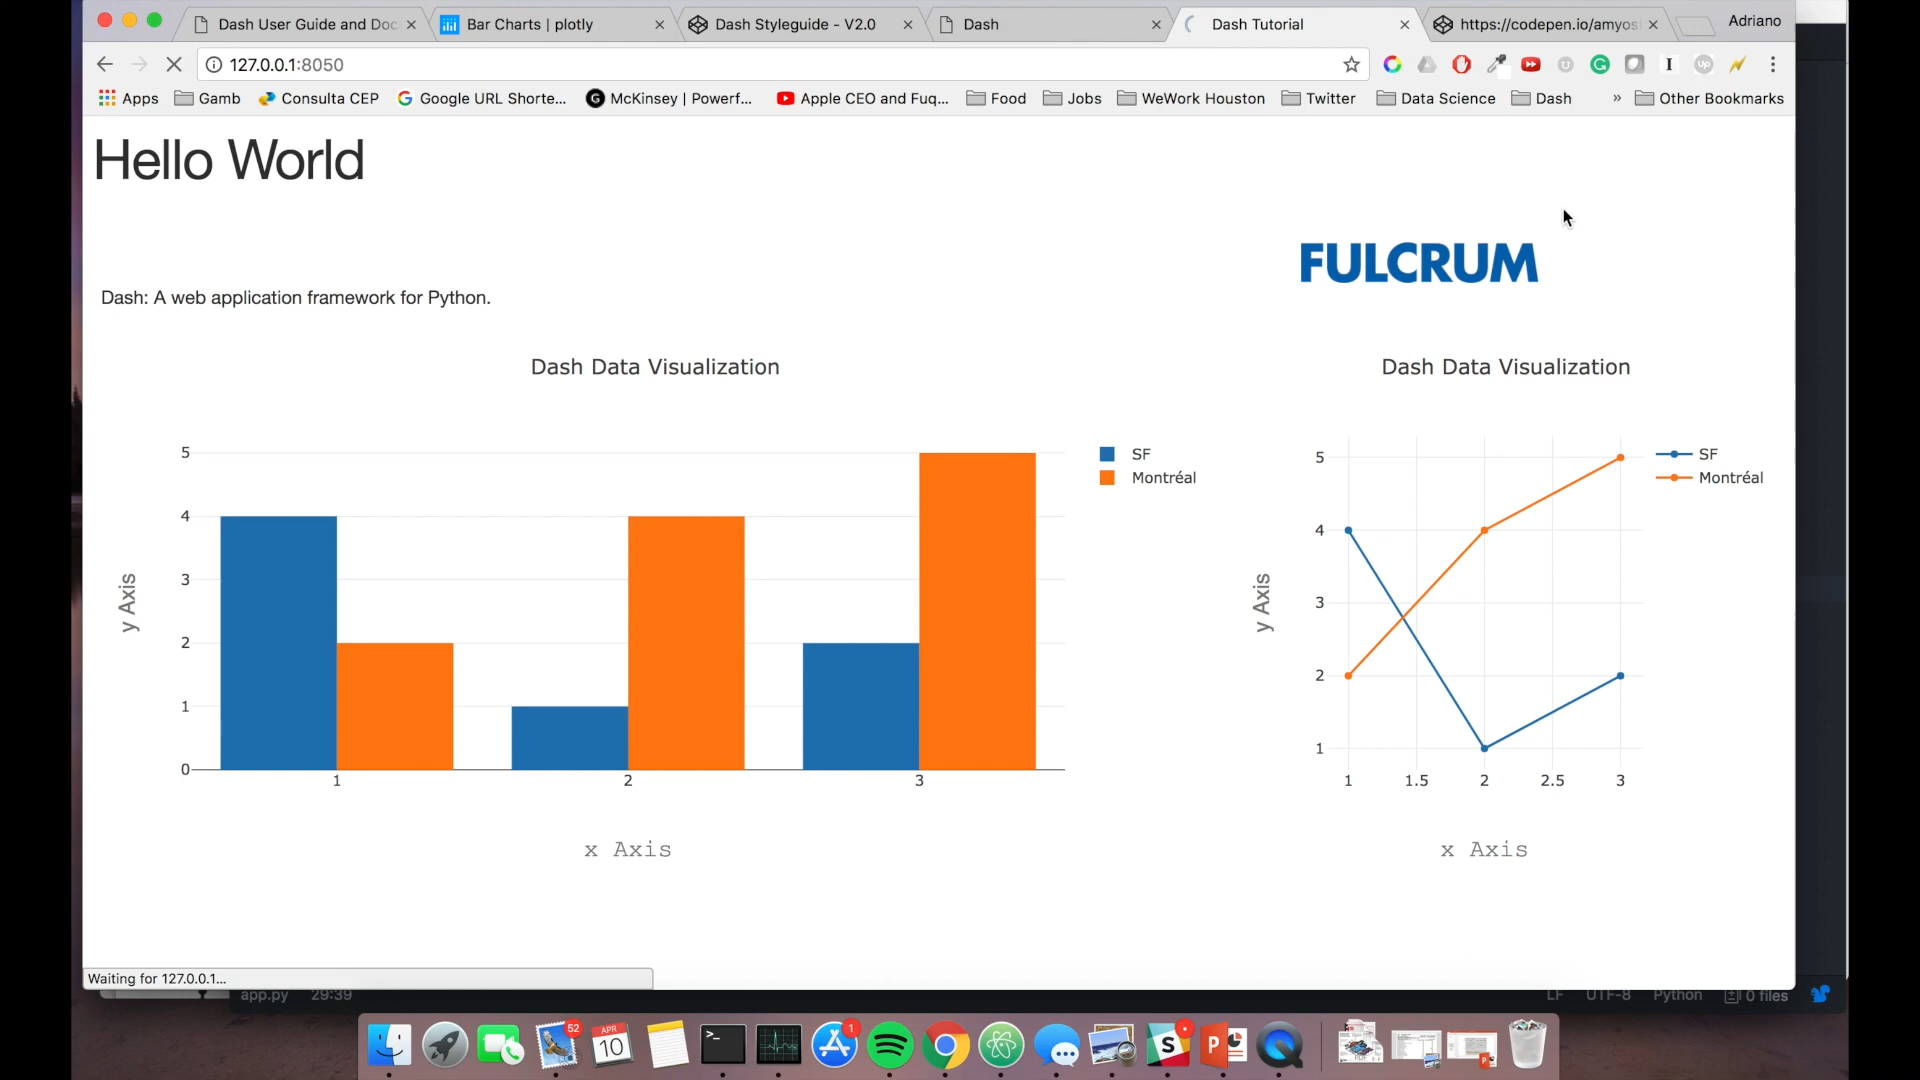 Dash User Guide and Doc
Bar Charts | plotly
Dash Styleguide - V2.0
Dash
Dash Tutorial
https://codepen.io/amyos
Adriano
127.0.0.1:8050
Apps
Gamb
Consulta CEP
Google URL Shorte...
McKinsey | Powerf...
Apple CEO and Fuq...
Food
Jobs
WeWork Houston
Twitter
Data Science
Dash
»
Other Bookmarks
Hello World
FULCRUM
Dash: A web application framework for Python.
Dash Data Visualization
5
4
3
2
1
0
1
2
3
y Axis
x Axis
SF
Montréal
Dash Data Visualization
5
4
3
2
1
1
1.5
2
2.5
3
y Axis
x Axis
SF
Montréal
Waiting for 127.0.0.1...
app.py
29:39
LF
UTF-8
Python
0 files
52
APR
10
1